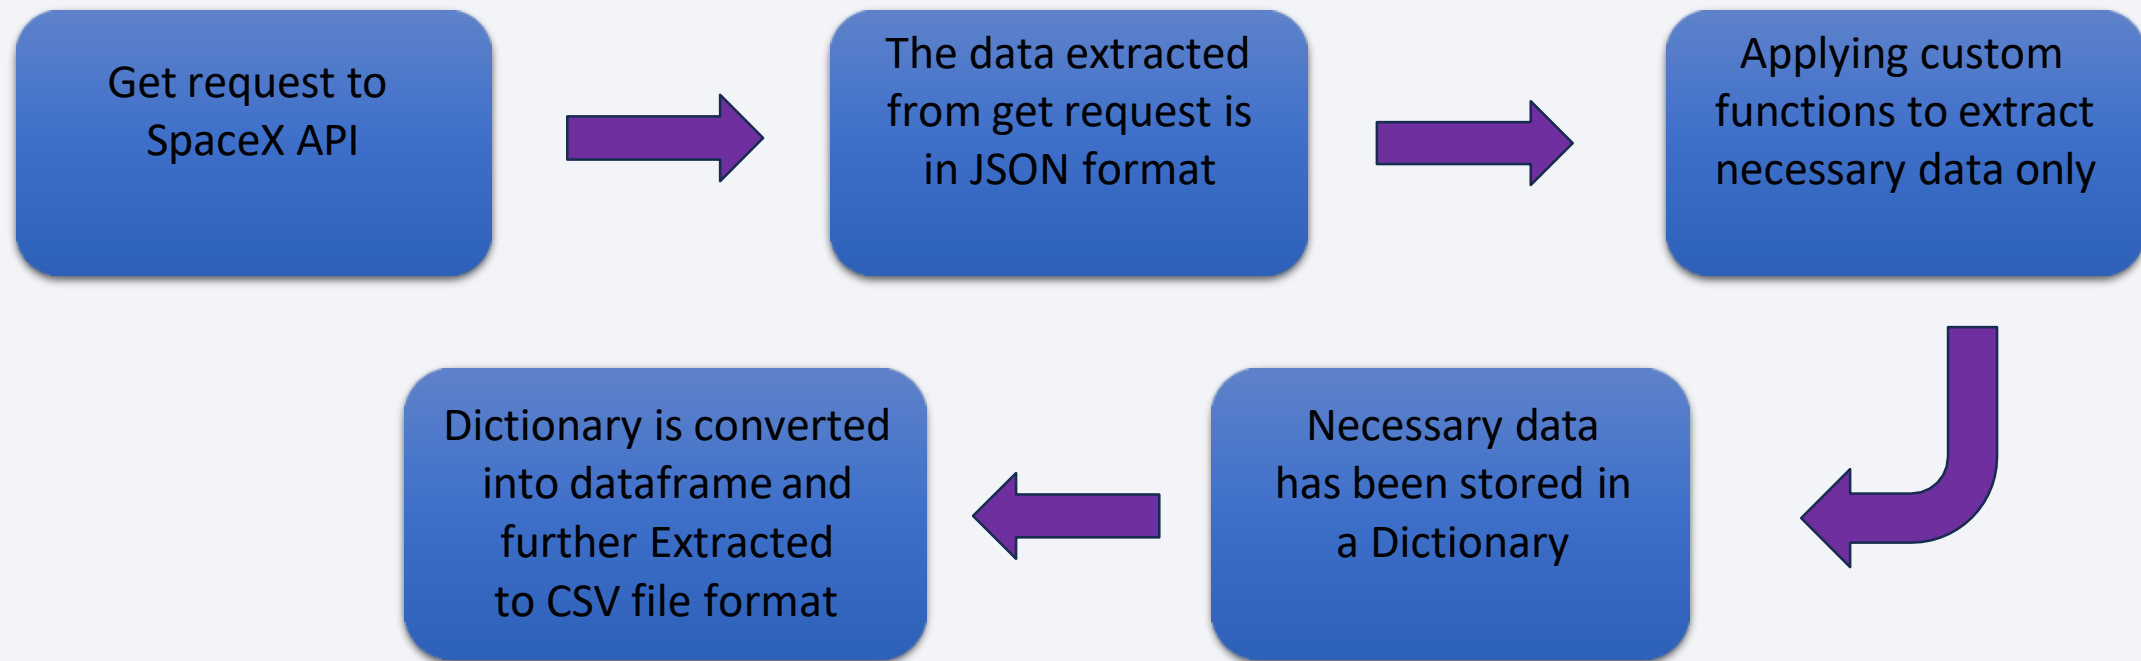 Get request to
SpaceX API
The data extracted
from get request is
in JSON format
Applying custom
functions to extract
necessary data only
Necessary data
has been stored in
a Dictionary
Dictionary is converted
into dataframe and
further Extracted
to CSV file format